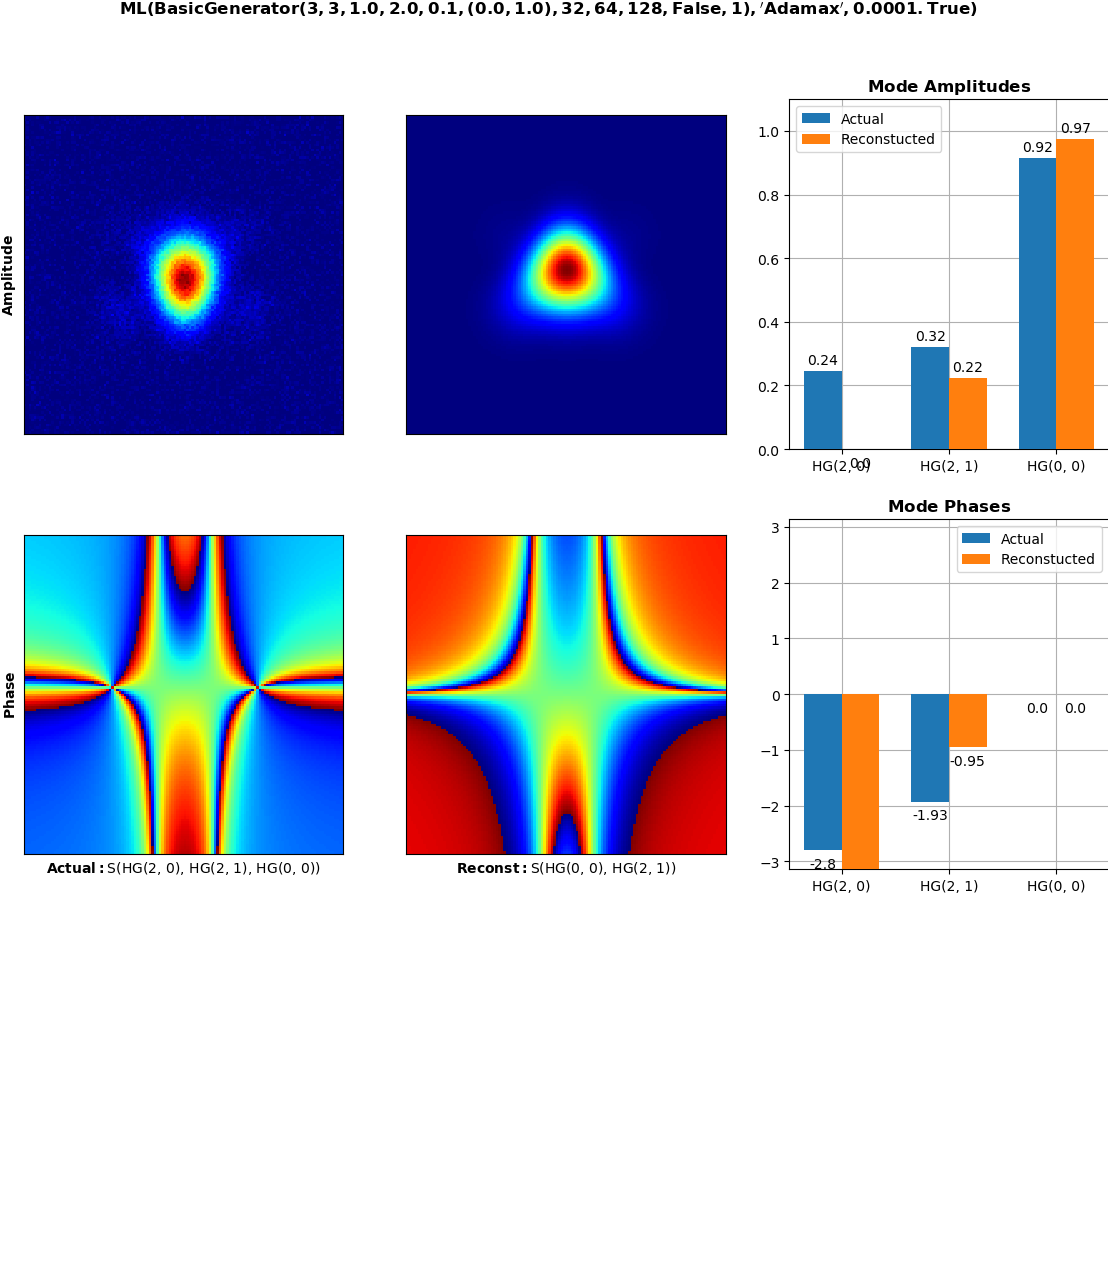 ML(BasicGenerator(3, 3, 1.0, 2.0, 0.1, (0.0, 1.0), 32, 64, 128, False, 1), ′Adamax′, 0.0001. True)
Amplitude
Mode Amplitudes
Actual
Reconstucted
1.0
0.8
0.6
0.4
0.2
0.0
0.24
0.0
0.32
0.22
0.92
0.97
HG(2, 0)
HG(2, 1)
HG(0, 0)
Phase
Actual: S(HG(2, 0), HG(2, 1), HG(0, 0))
Reconst: S(HG(0, 0), HG(2, 1))
Mode Phases
Actual
Reconstucted
3
2
1
0
−1
−2
−3
-2.8
-1.93
-0.95
0.0
0.0
HG(2, 0)
HG(2, 1)
HG(0, 0)